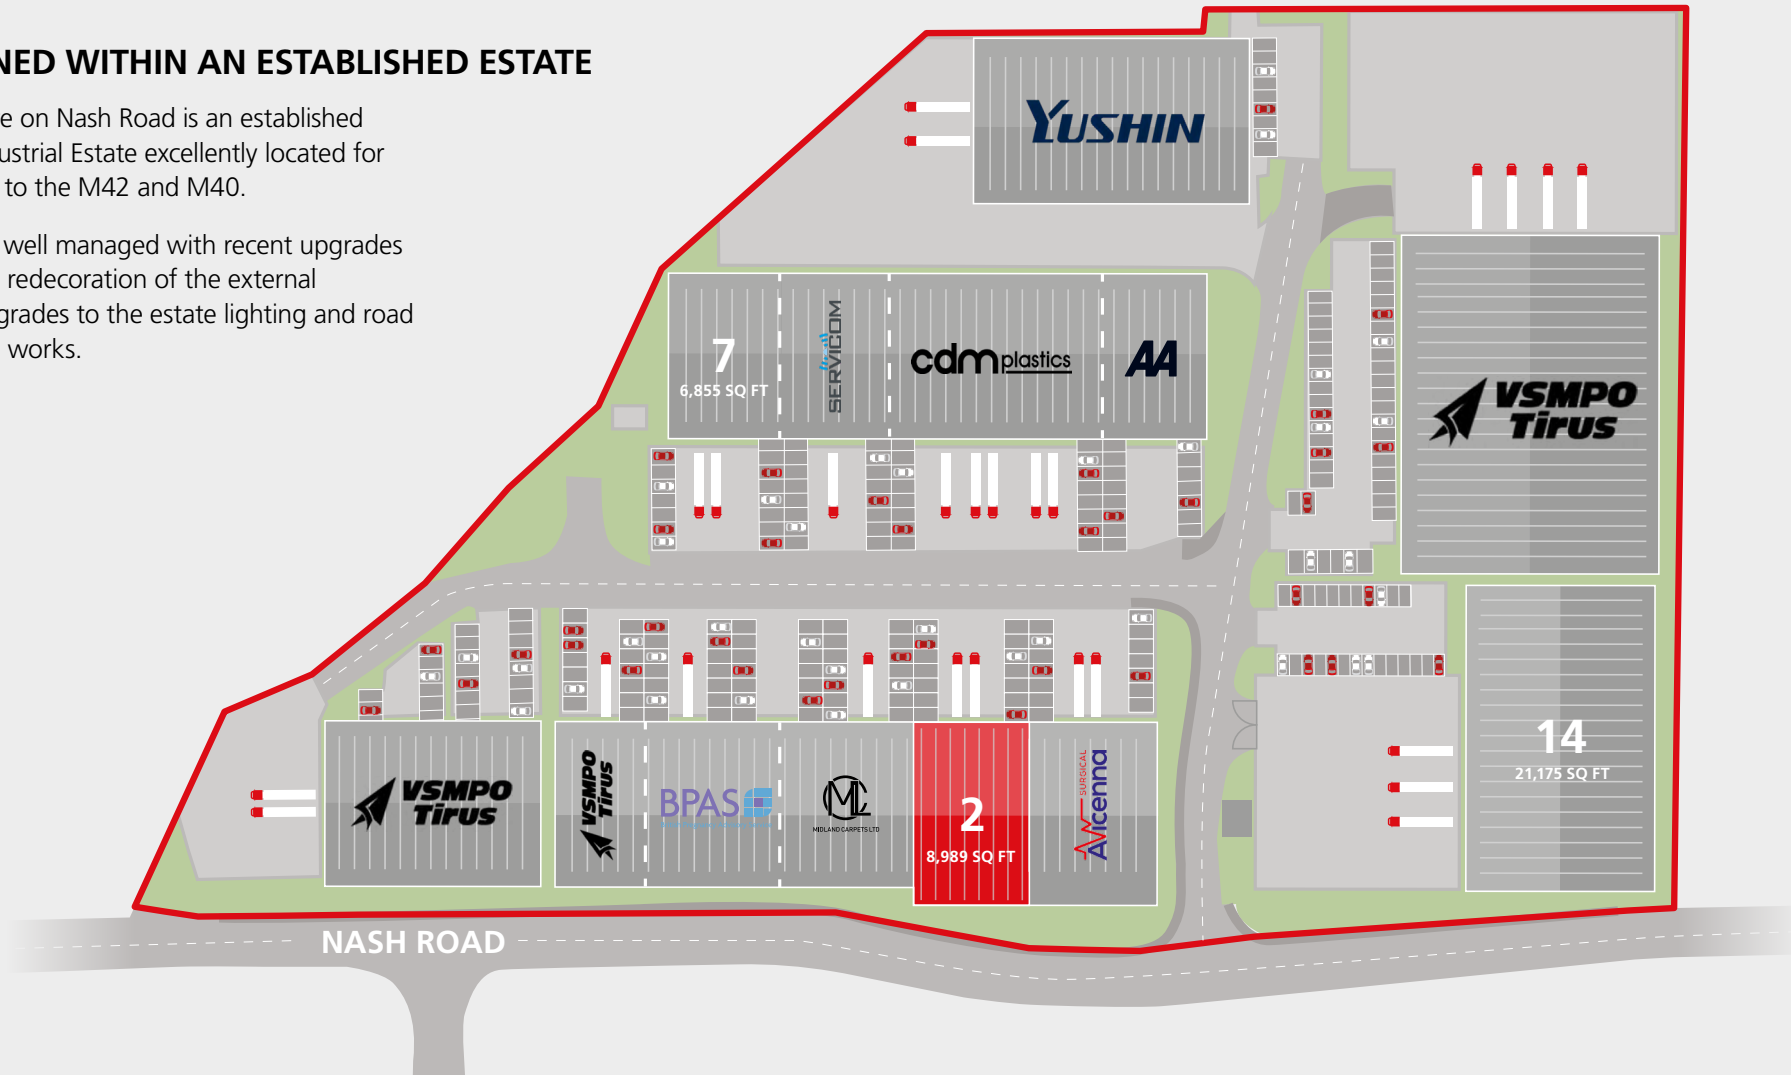 NED WITHIN AN ESTABLISHED ESTATE
e on Nash Road is an established
ustrial Estate excellently located for
to the M42 and M40.
well managed with recent upgrades
redecoration of the external
grades to the estate lighting and road
works.
YUSHIN
7
6,855 SQ FT
SERVICOM
cdm plastics
AA
VSMPO
Tirus
VSMPO
Tirus
VSMPO
Tirus
BPAS
ML
MIDLAND CARPETS LTD
2
8,989 SQ FT
Avicenna
SURGICAL
14
21,175 SQ FT
NASH ROAD